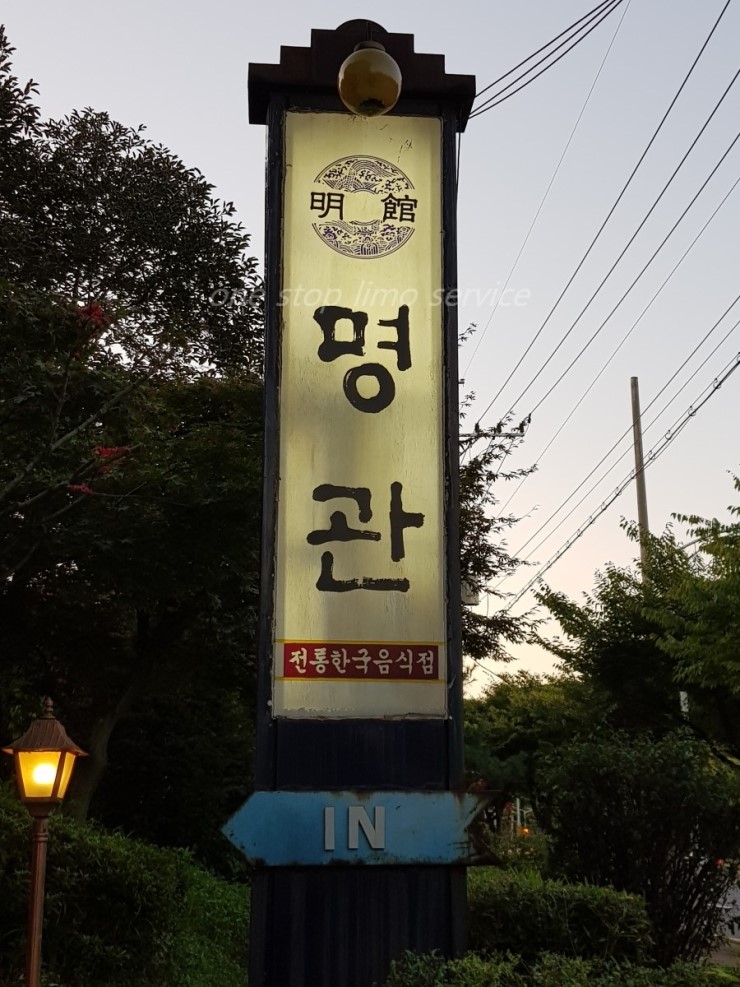 明館
one stop limo service
명
관
전통한국음식점
IN